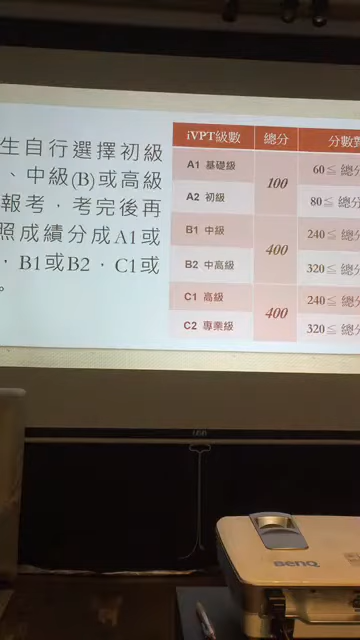 生自行選擇初級
、中級(B)或高級
報考，考完後再
照成績分成A1或
，B1或B2，C1或
。
iVPT級數 總分 分數對
A1 基礎級 100 60≦ 總分
A2 初級 80≦ 總分
B1 中級 400 240≦ 總分
B2 中高級 320≦ 總分
C1 高級 400 240≦ 總分
C2 專業級 320≦ 總分
BenQ